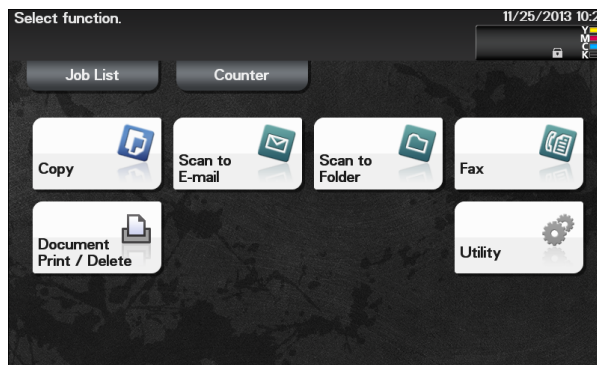 Select function.
11/25/2013 10:2
Y
M
C
K
Job List
Counter
Copy
Scan to
E-mail
Scan to
Folder
Fax
Document
Print / Delete
Utility